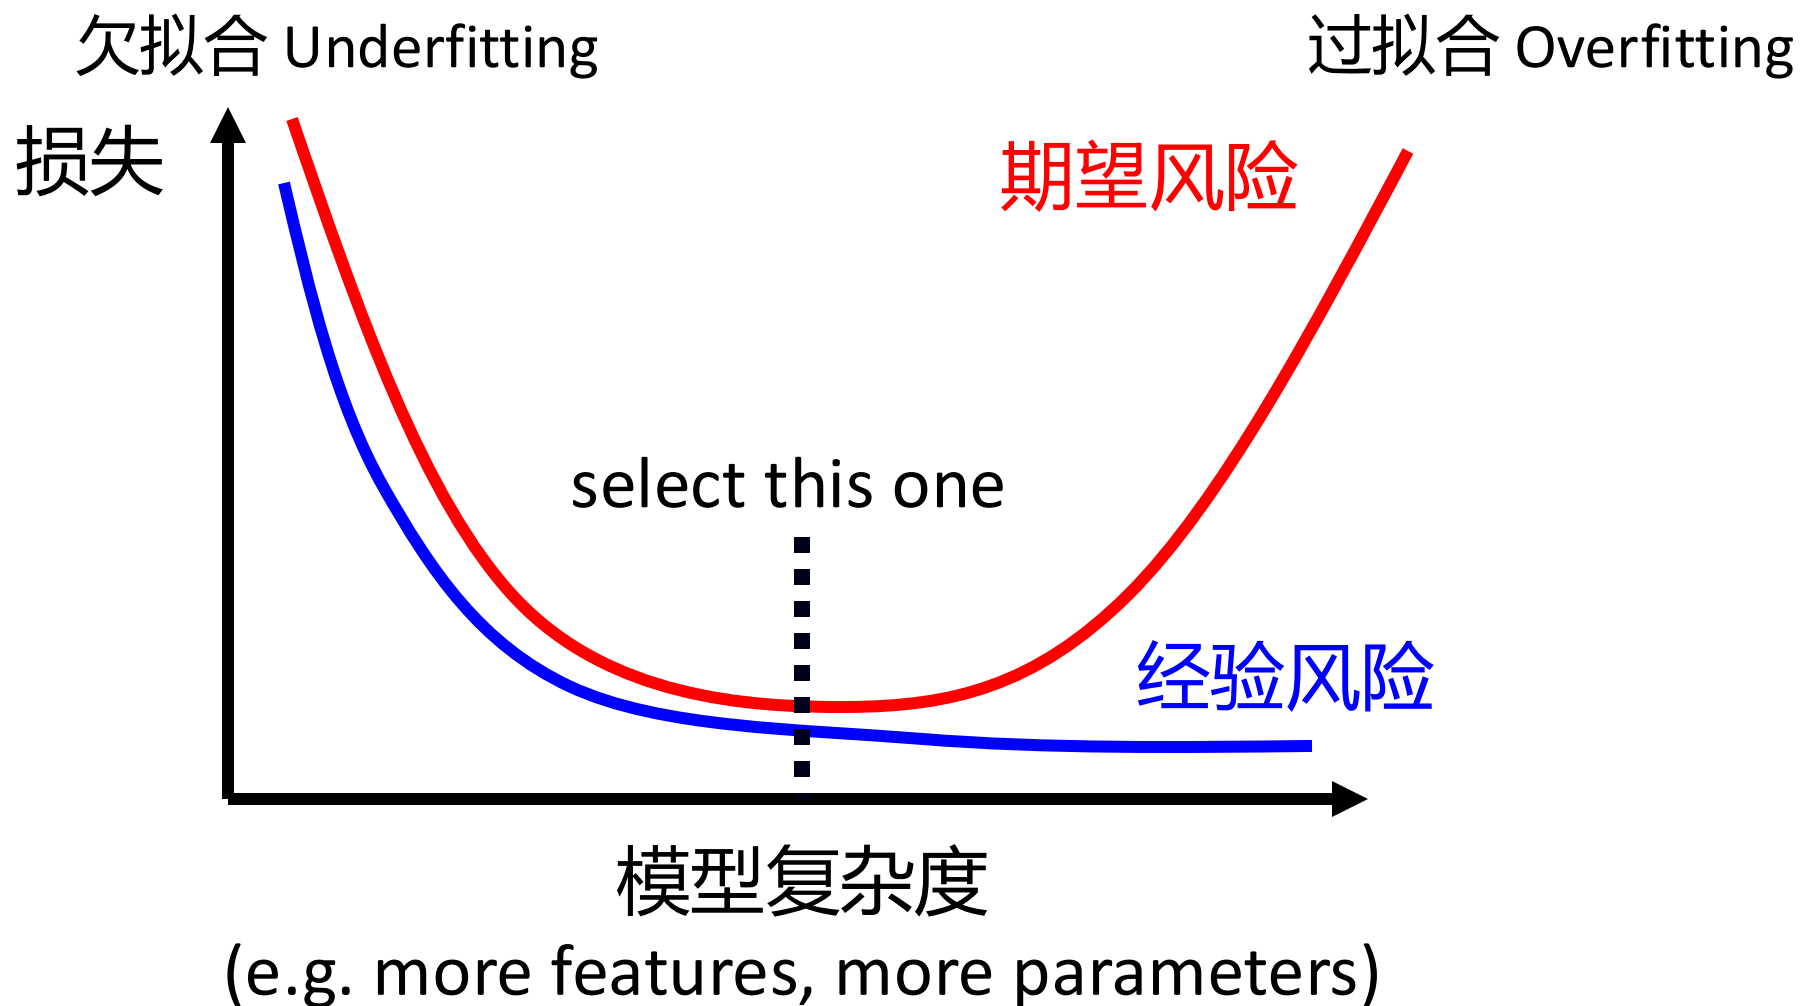 欠拟合 Underfitting
过拟合 Overfitting
损失
期望风险
select this one
经验风险
模型复杂度
(e.g. more features, more parameters)